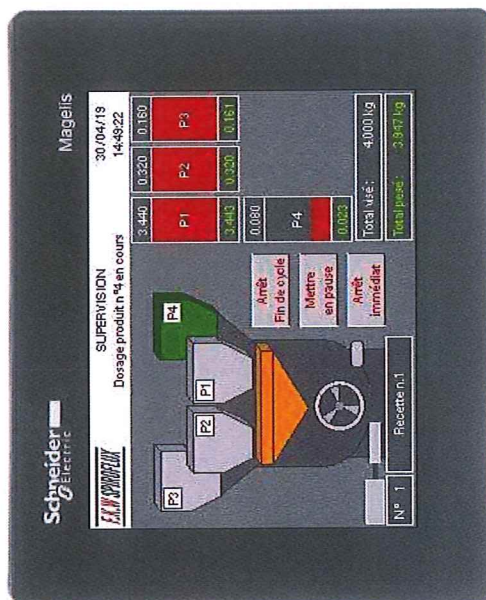 Schneider
Electric
Magelis
F.K.W SPIROFLUX
SUPERVISION
30/04/19
Dosage produit n°4 en cours
14:49:22
P3
P2
P1
P4
3.440
0.320
0.160
P1
P2
P3
3.443
0.320
0.161
0.080
P4
0.023
Arrêt
Fin de cycle
Mettre
en pause
Arrêt
immédiat
Total visé :
4.000 kg
Total pesé :
3.947 kg
N° 1
Recette n.1